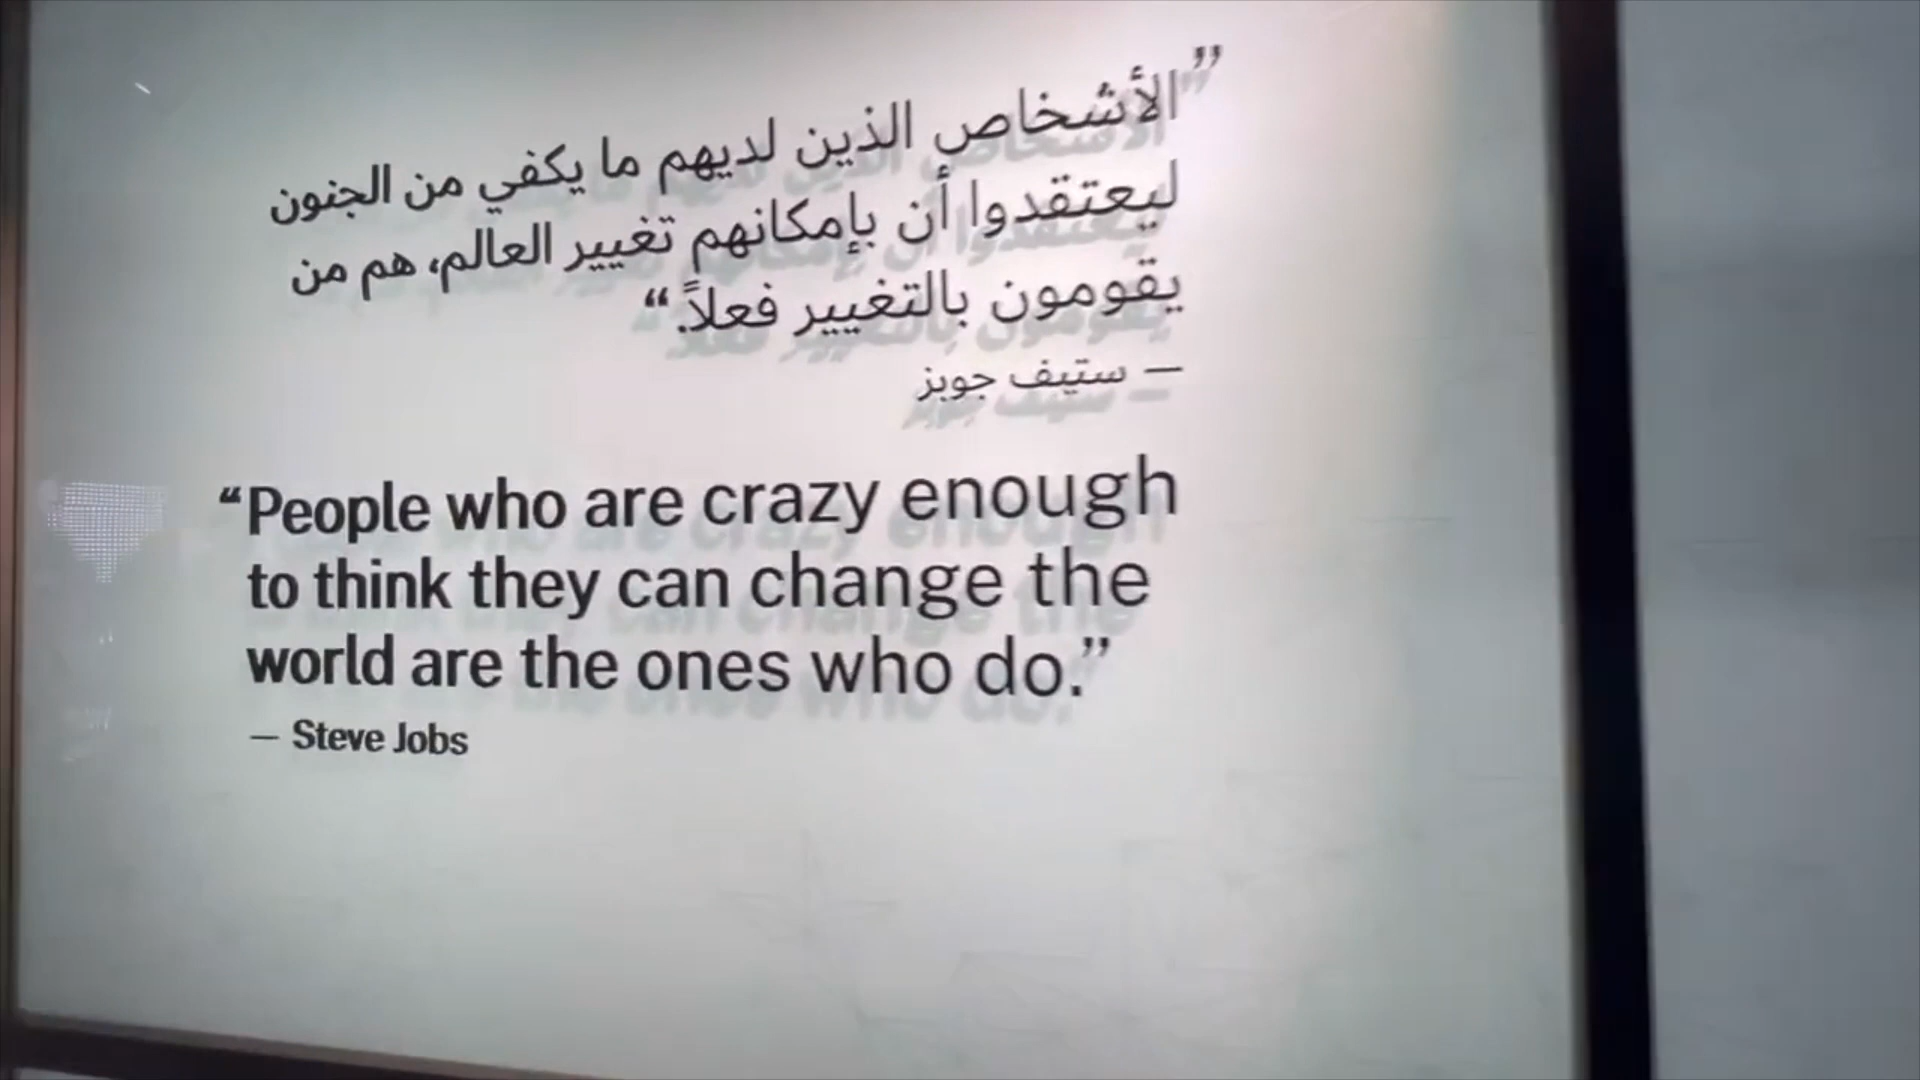 ”الأشخاص الذين لديهم ما يكفي من الجنون
ليعتقدوا أن بإمكانهم تغيير العالم، هم من
يقومون بالتغيير فعلاً.“
— ستيف جوبز
“People who are crazy enough
to think they can change the
world are the ones who do.”
— Steve Jobs